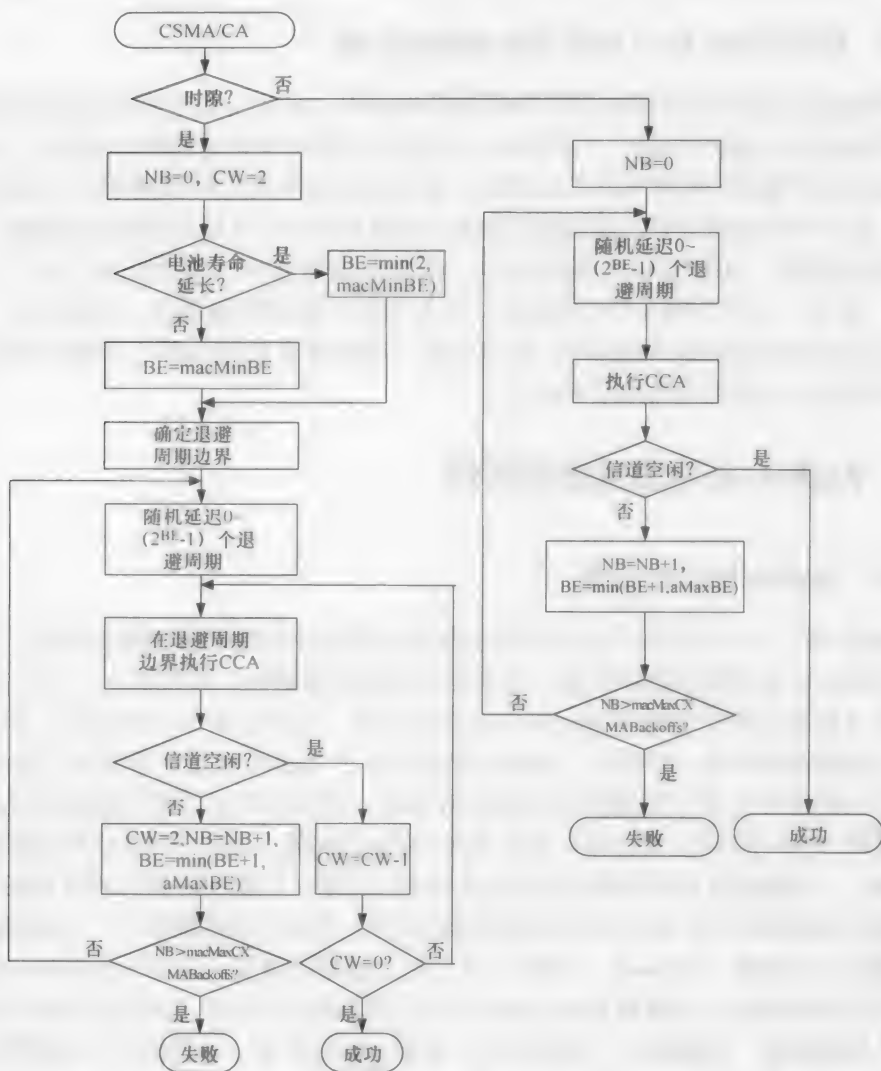 CSMA/CA
时隙?
否
是
NB=0, CW=2
电池寿命
延长?
是
BE=min(2,
macMinBE)
否
BE=macMinBE
确定退避
周期边界
随机延迟0~
(2^BE-1) 个退
避周期
在退避周期
边界执行CCA
信道空闲?
是
否
CW=2,NB=NB+1,
BE=min(BE+1,
aMaxBE)
CW=CW-1
否
NB>macMaxCX
MABackoffs?
CW=0?
否
是
是
失败
成功
NB=0
随机延迟0~
(2^BE-1) 个退
避周期
执行CCA
信道空闲?
是
否
NB=NB+1,
BE=min(BE+1.aMaxBE)
否
NB>macMaxCX
MABackoffs?
是
失败
成功